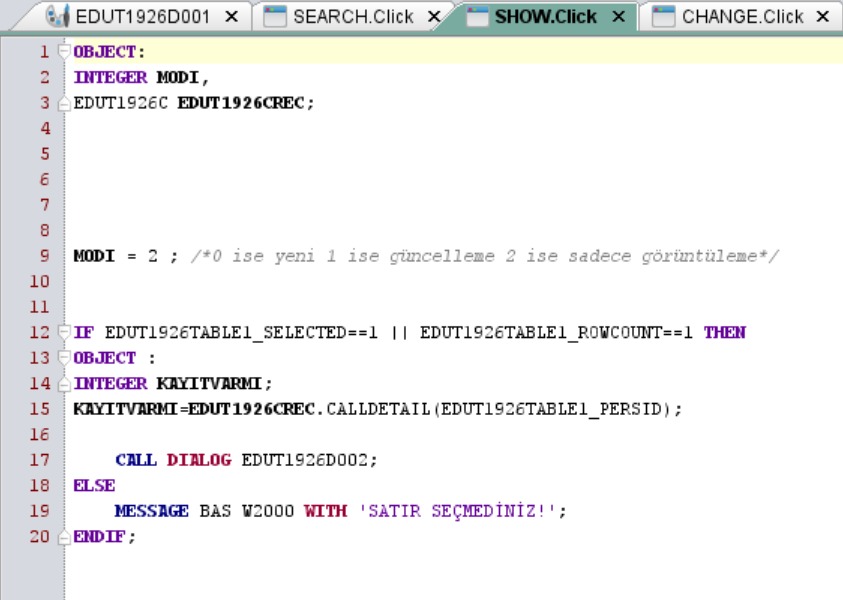 EDUT1926D001 × SEARCH.Click × SHOW.Click × CHANGE.Click ×
1 OBJECT:
2 INTEGER MODI,
3 EDUT1926C EDUT1926CREC;
4
5
6
7
8
9 MODI = 2 ; /*0 ise yeni 1 ise güncelleme 2 ise sadece görüntüleme*/
10
11
12 IF EDUT1926TABLE1_SELECTED==1 || EDUT1926TABLE1_ROWCOUNT==1 THEN
13 OBJECT :
14 INTEGER KAYITVARMI;
15 KAYITVARMI=EDUT1926CREC.CALLDETAIL(EDUT1926TABLE1_PERSID);
16
17 CALL DIALOG EDUT1926D002;
18 ELSE
19 MESSAGE BAS W2000 WITH 'SATIR SEÇMEDİNİZ!';
20 ENDIF;